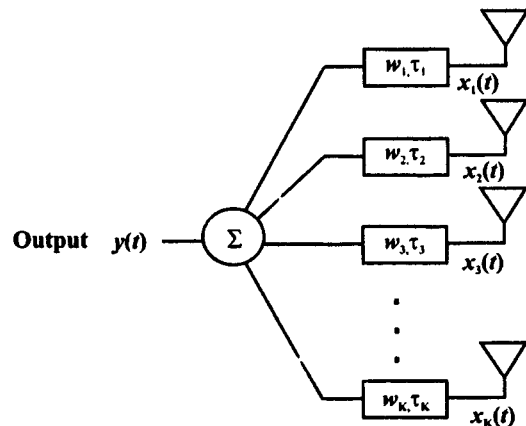 w₁,τ₁
x₁(t)
w₂,τ₂
x₂(t)
Output y(t)
Σ
w₃,τ₃
x₃(t)
w_K,τ_K
x_K(t)